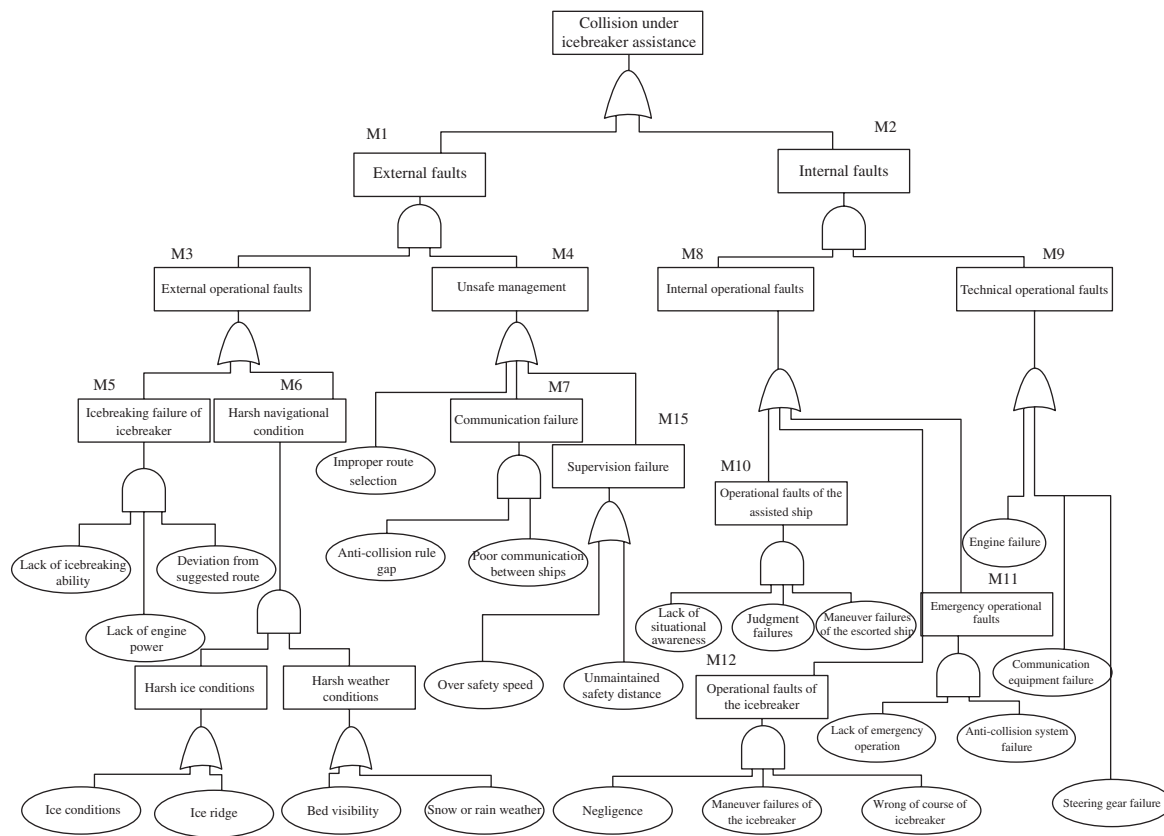 Collision under
icebreaker assistance
M1
M2
External faults
Internal faults
M3
M4
M8
M9
External operational faults
Unsafe management
Internal operational faults
Technical operational faults
M5
M6
M7
M15
Icebreaking failure of
icebreaker
Harsh navigational
condition
Communication failure
Improper route
selection
Supervision failure
M10
Operational faults of the
assisted ship
Lack of icebreaking
ability
Deviation from
suggested route
Anti-collision rule
gap
Poor communication
between ships
Engine failure
M11
Lack of engine
power
Lack of
situational
awareness
Judgment
failures
Maneuver failures
of the escorted ship
Emergency operational
faults
M12
Harsh ice conditions
Harsh weather
conditions
Over safety speed
Unmaintained
safety distance
Operational faults of
the icebreaker
Communication
equipment failure
Lack of emergency
operation
Anti-collision system
failure
Ice conditions
Ice ridge
Bed visibility
Snow or rain weather
Negligence
Maneuver failures of
the icebreaker
Wrong of course of
icebreaker
Steering gear failure